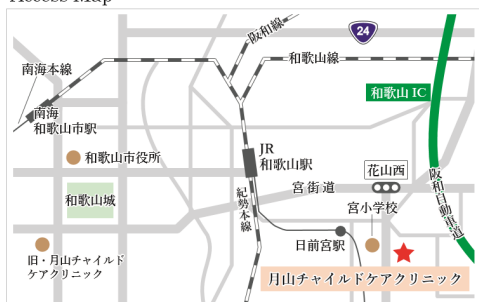 Access Map
阪和線
24
南海本線
和歌山線
和歌山 IC
南海
和歌山市駅
JR
和歌山駅
和歌山市役所
花山西
阪和自動車道
宮街道
紀勢本線
和歌山城
宮小学校
日前宮駅
旧・月山チャイルド
ケアクリニック
月山チャイルドケアクリニック